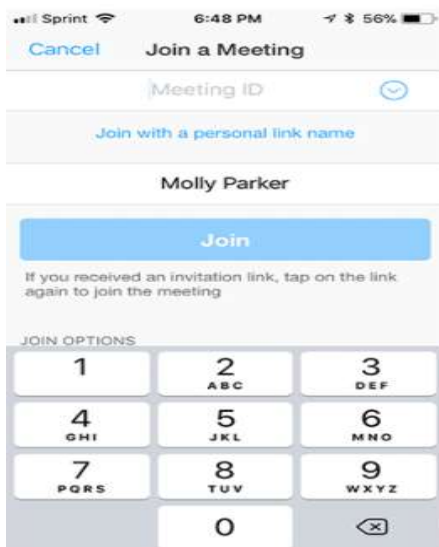 Sprint 6:48 PM 56%
Cancel Join a Meeting
Meeting ID
Join with a personal link name
Molly Parker
Join
If you received an invitation link, tap on the link
again to join the meeting
JOIN OPTIONS
1 2 3
ABC DEF
4 5 6
GHI JKL MNO
7 8 9
PQRS TUV WXYZ
0